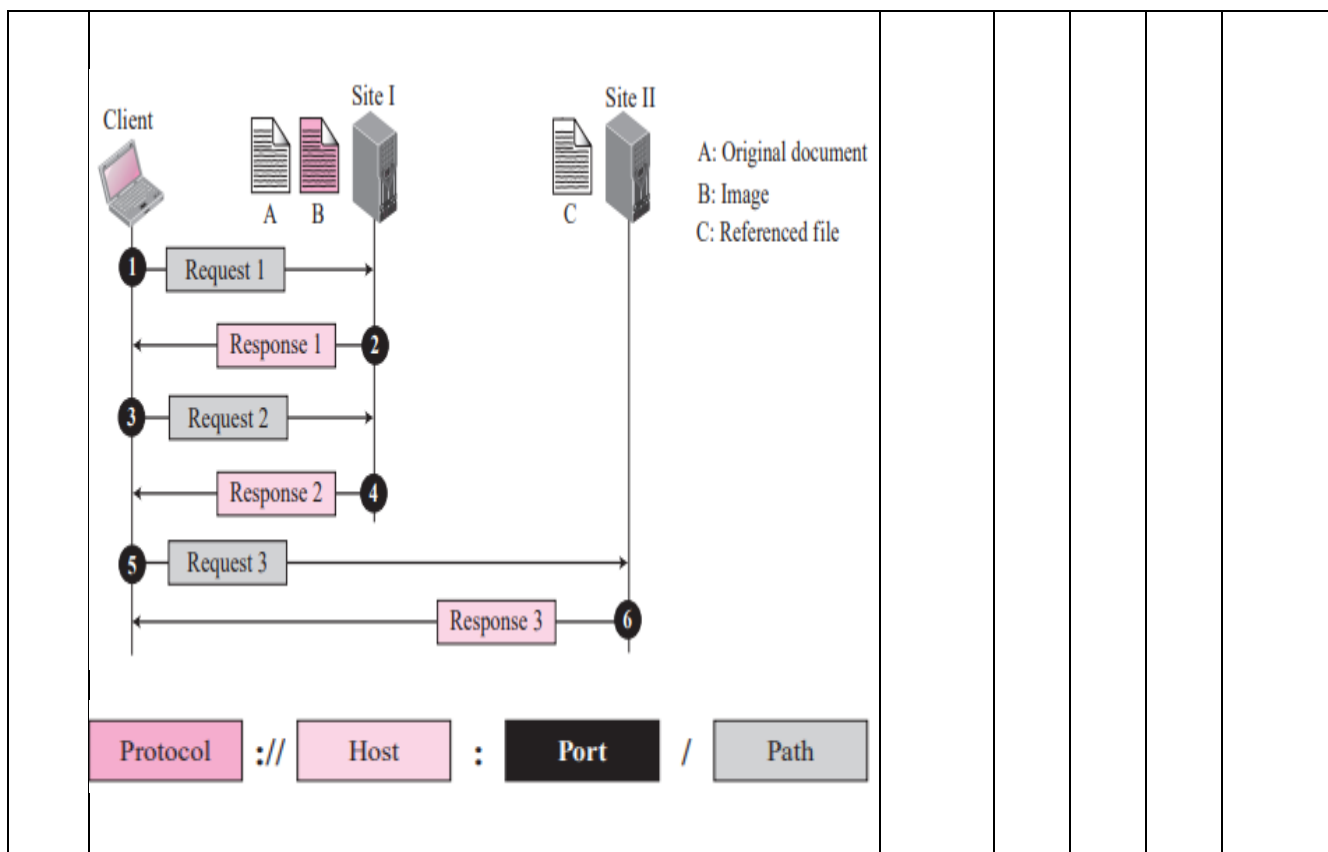 Site I
Site II
Client
A: Original document
B: Image
C: Referenced file
A B
C
1 Request 1
Response 1 2
3 Request 2
Response 2 4
5 Request 3
Response 3 6
Protocol :// Host : Port / Path